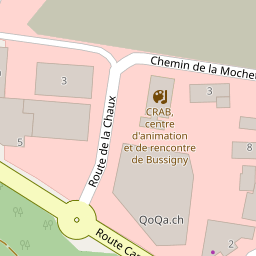 Chemin de la Mochet
3
3
CRAB,
centre
d'animation
et de rencontre
de Bussigny
Route de la Chaux
5
8
QoQa.ch
Route Ca
2